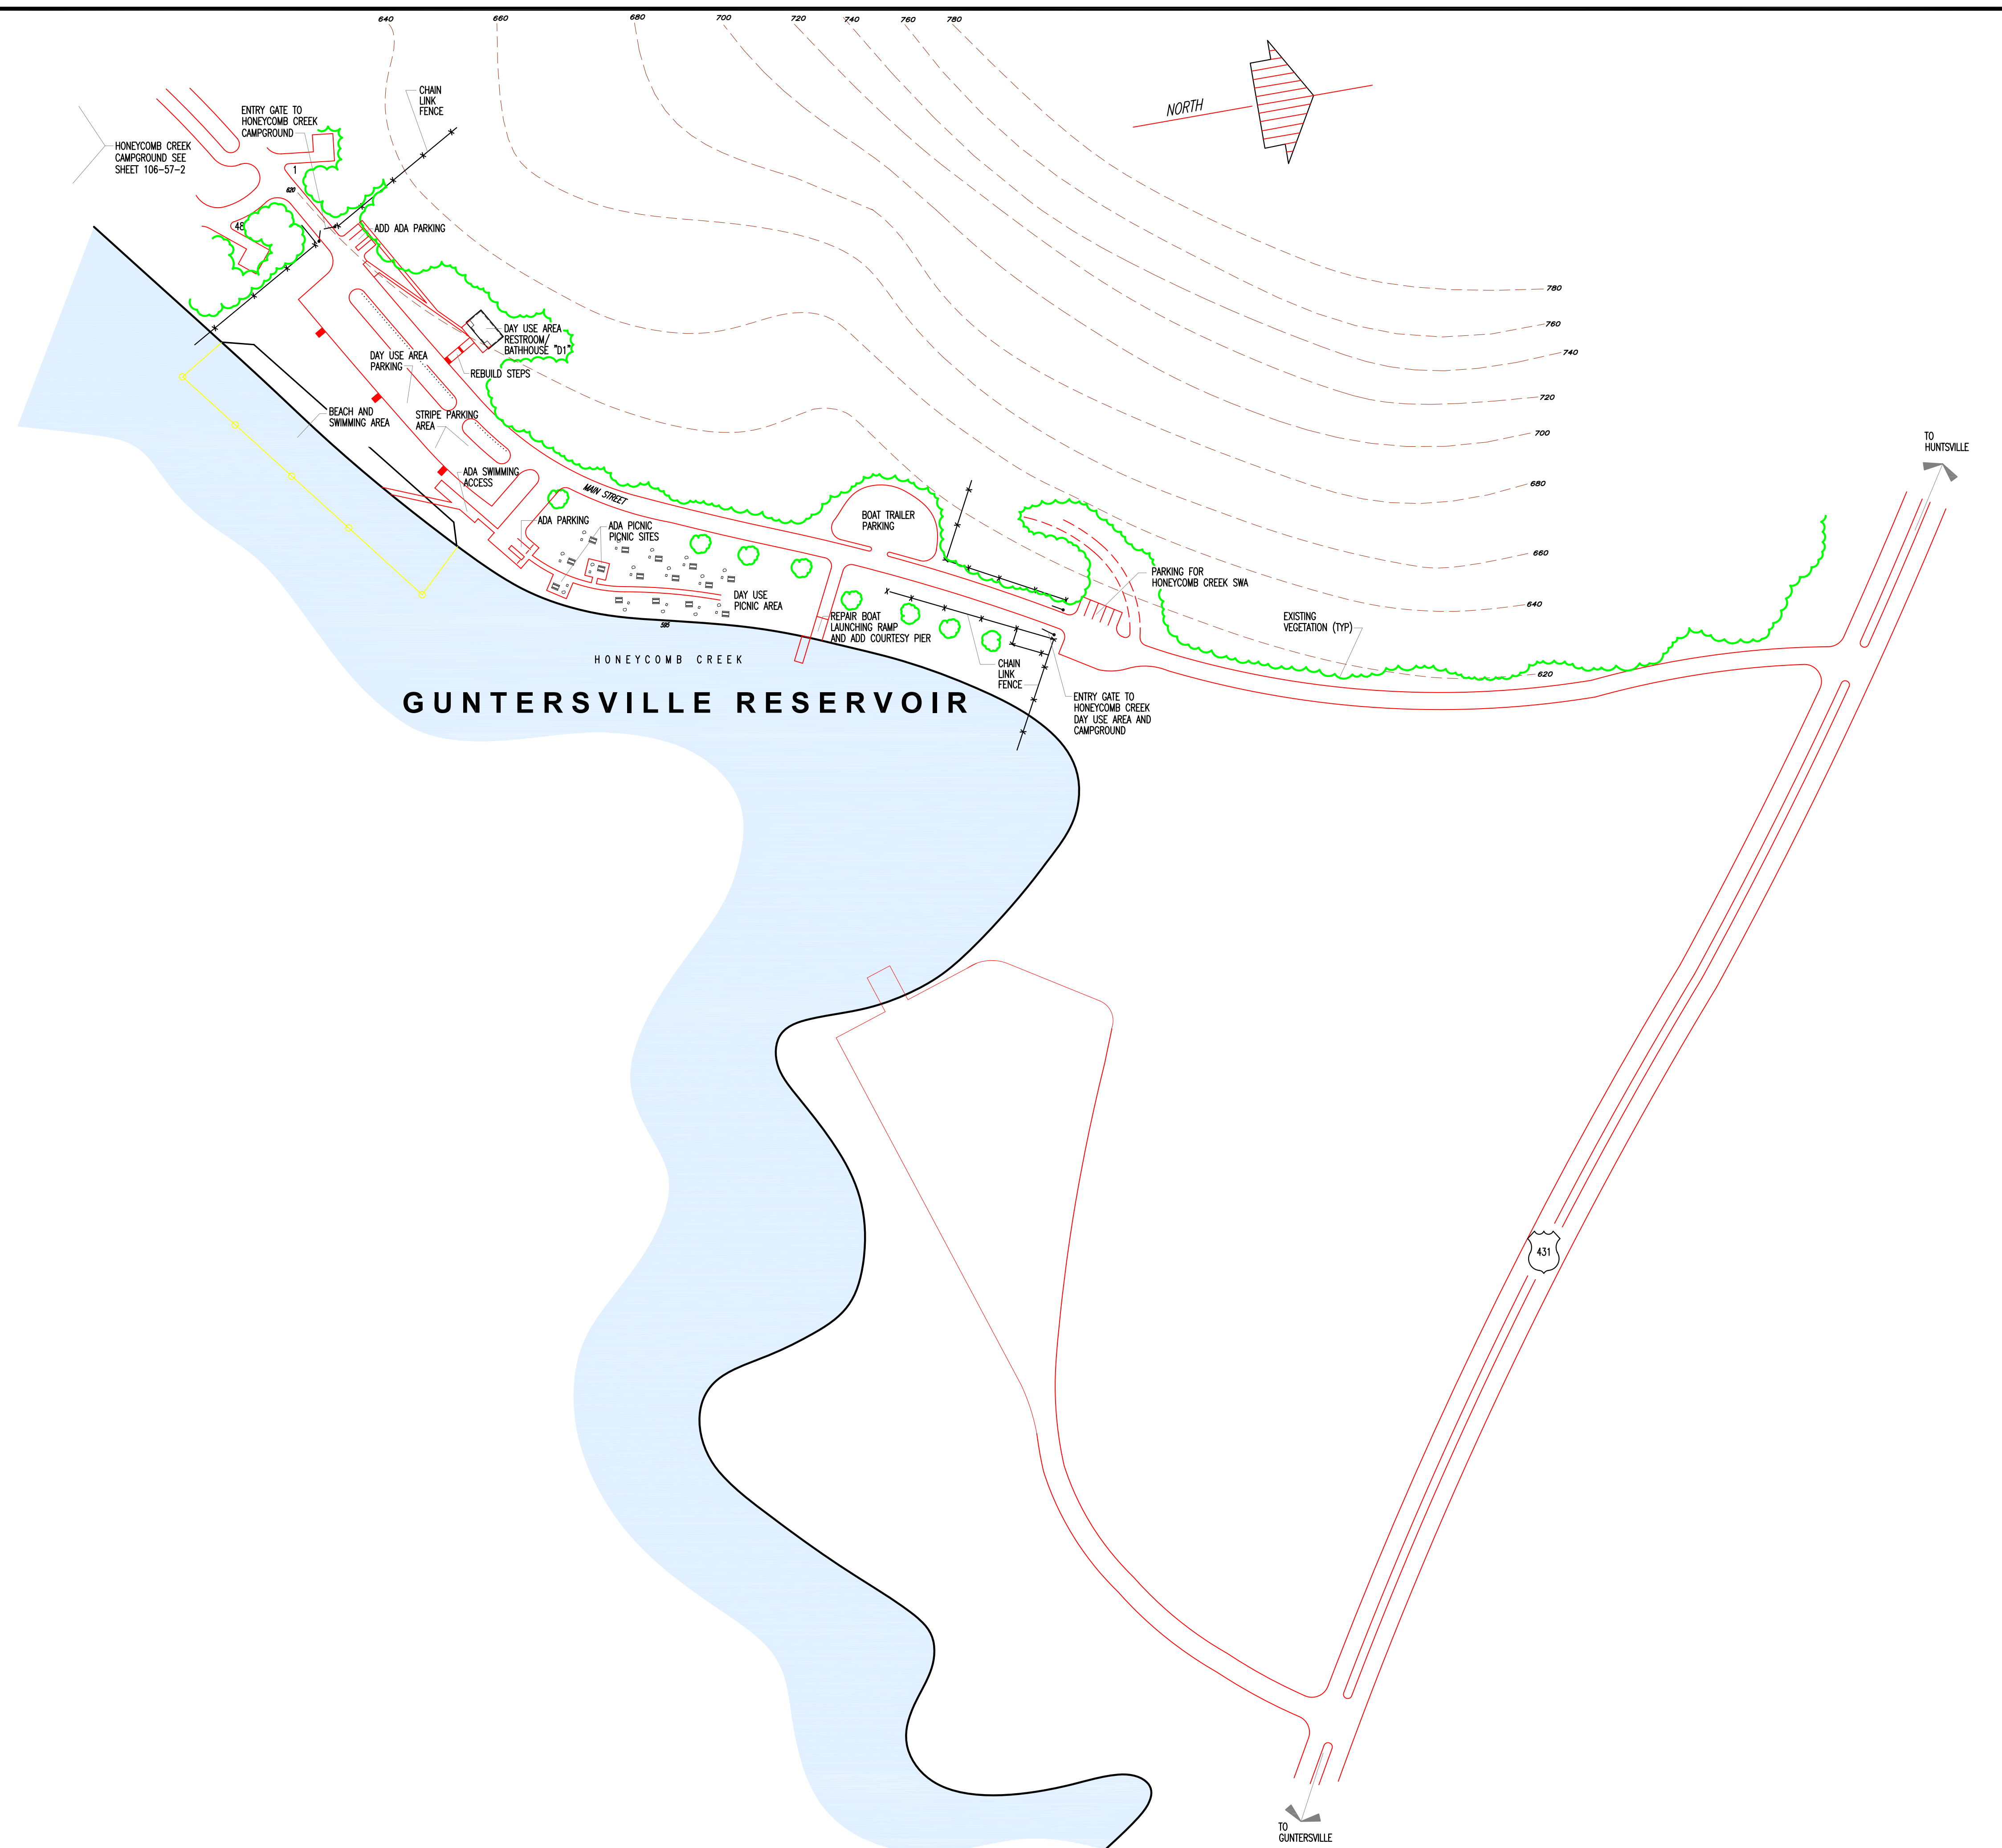 640
660
680
700
720
740
760
780
NORTH
CHAIN
LINK
FENCE
ENTRY GATE TO
HONEYCOMB CREEK
CAMPGROUND
HONEYCOMB CREEK
CAMPGROUND SEE
SHEET 106-57-2
1
620
48
ADD ADA PARKING
DAY USE AREA
RESTROOM/
BATHHOUSE "D1"
REBUILD STEPS
DAY USE AREA
PARKING
BEACH AND
SWIMMING AREA
STRIPE PARKING
AREA
ADA SWIMMING
ACCESS
MAIN STREET
ADA PARKING
ADA PICNIC
PICNIC SITES
BOAT TRAILER
PARKING
DAY USE
PICNIC AREA
595
REPAIR BOAT
LAUNCHING RAMP
AND ADD COURTESY PIER
PARKING FOR
HONEYCOMB CREEK SWA
CHAIN
LINK
FENCE
ENTRY GATE TO
HONEYCOMB CREEK
DAY USE AREA AND
CAMPGROUND
EXISTING
VEGETATION (TYP)
780
760
740
720
700
680
660
640
620
TO
HUNTSVILLE
HONEYCOMB CREEK
GUNTERSVILLE RESERVOIR
431
TO
GUNTERSVILLE